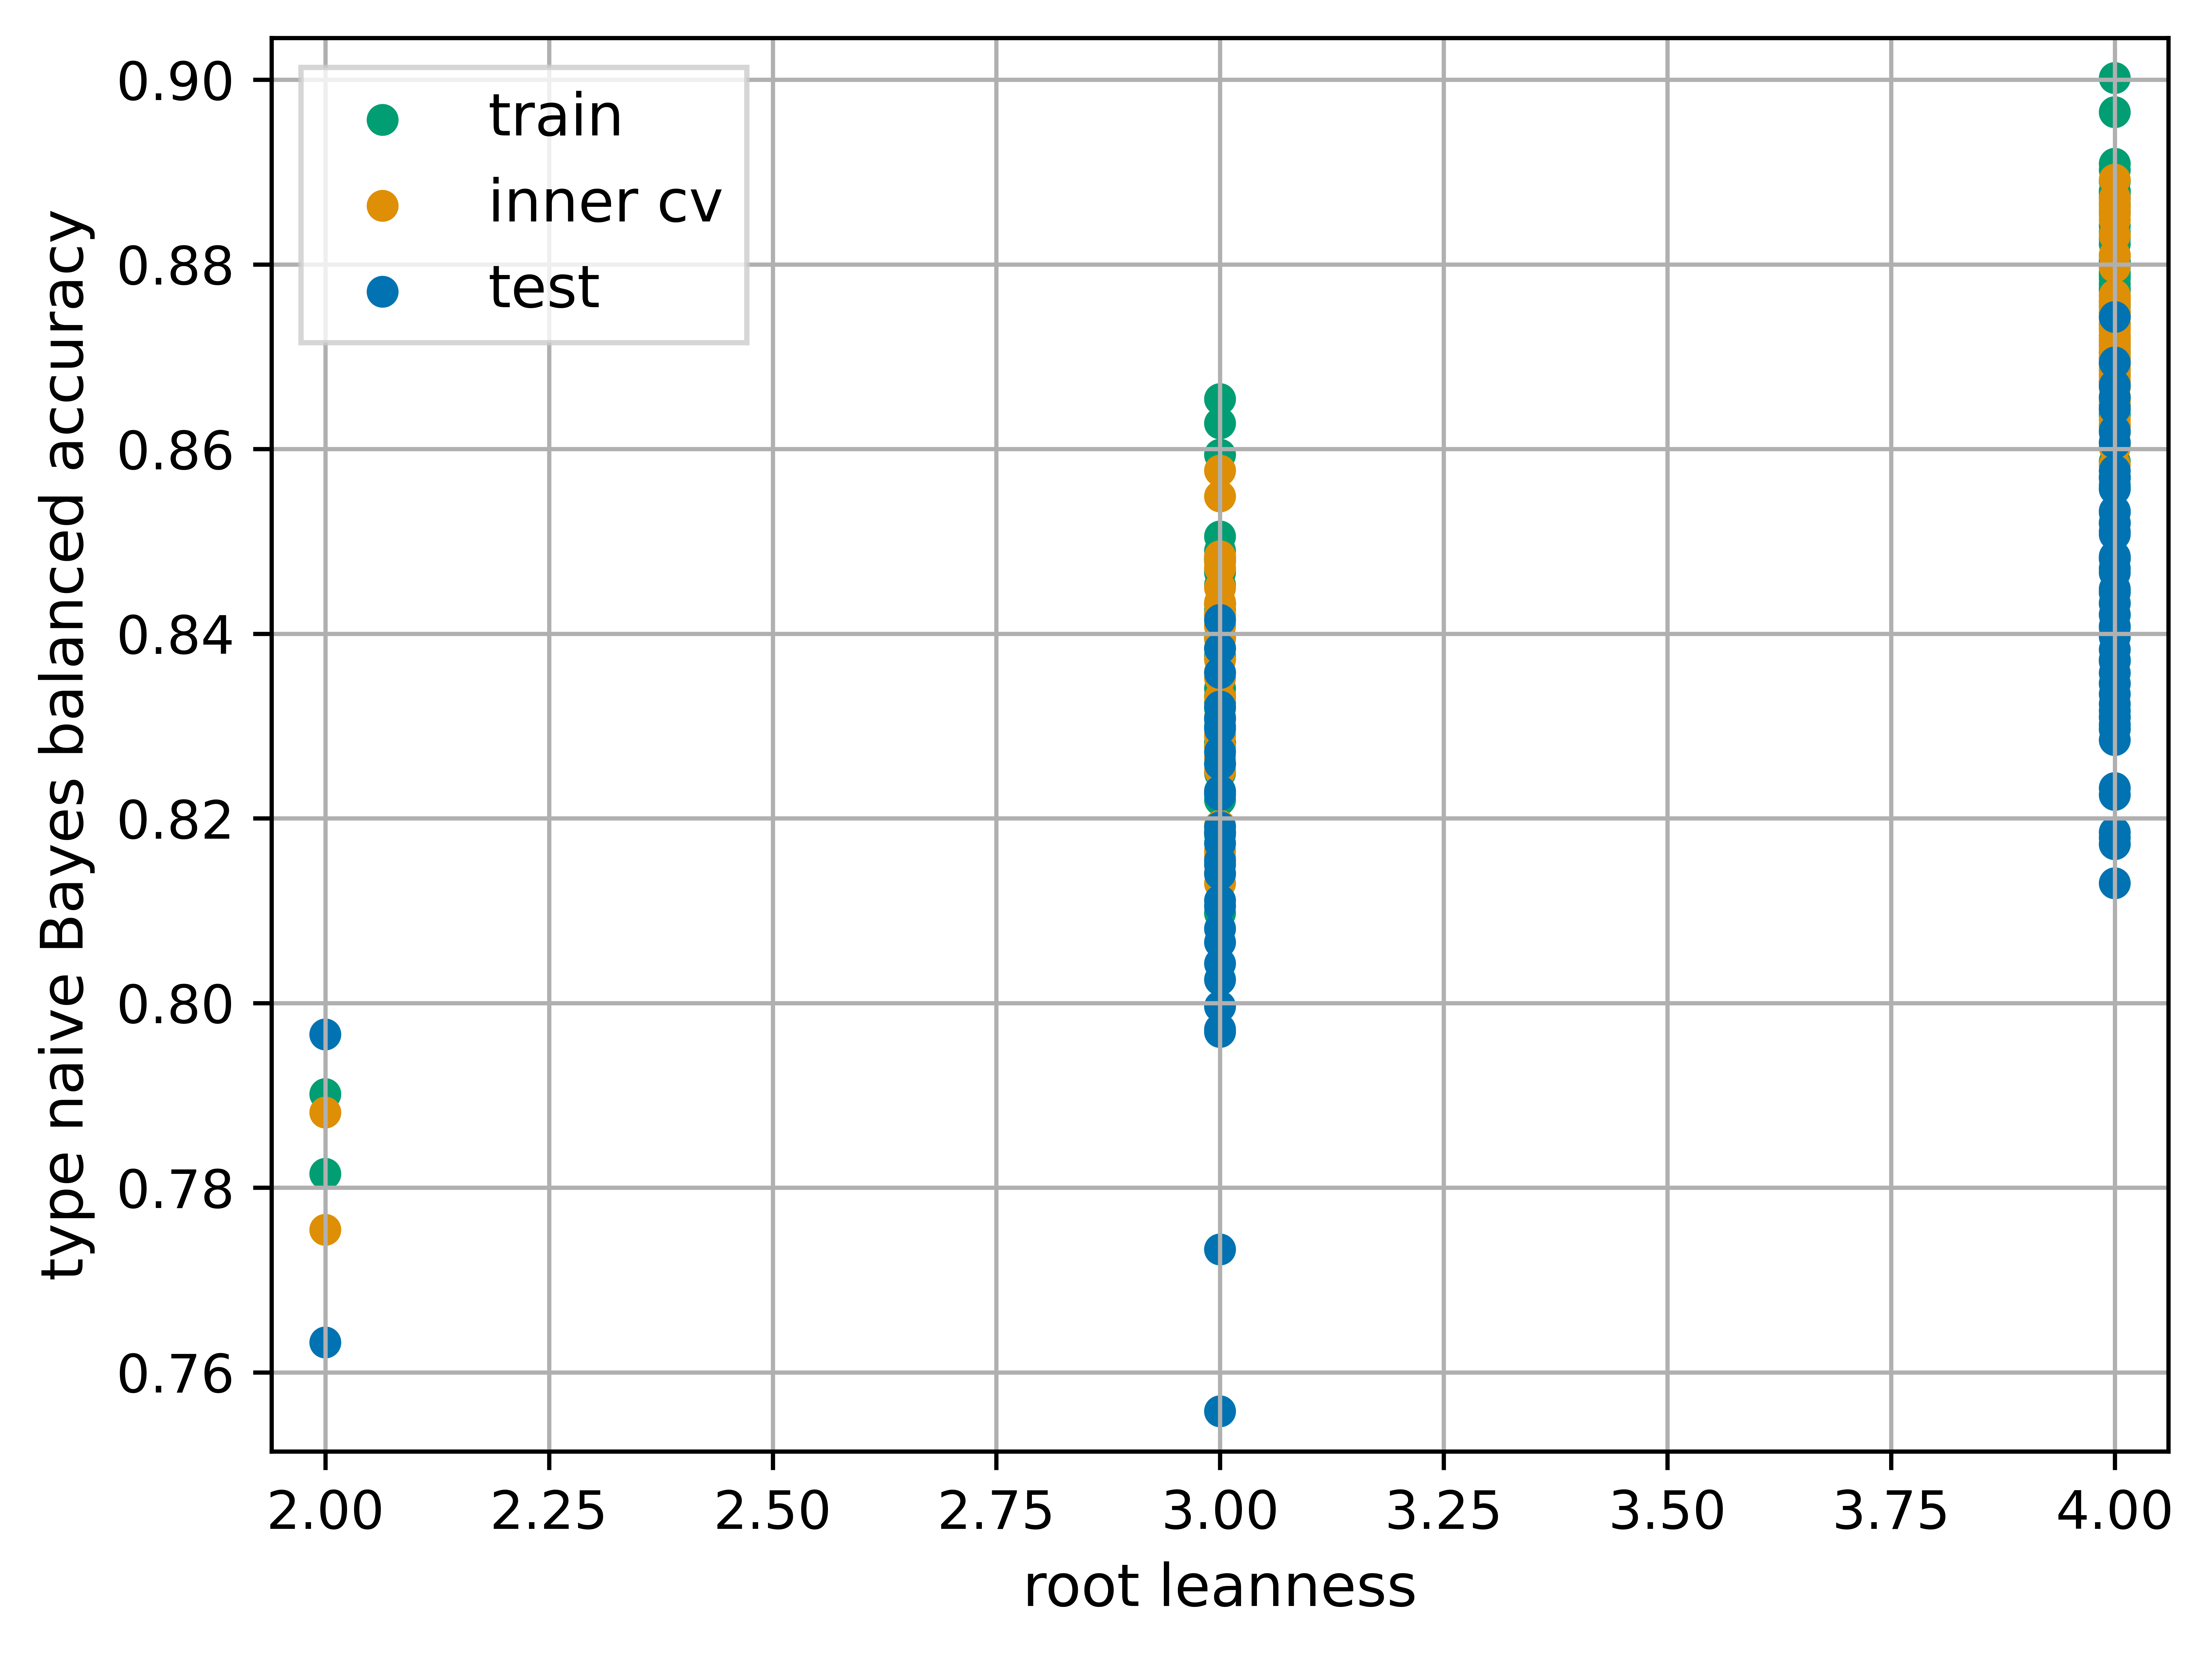 0.90
0.88
0.86
0.84
0.82
0.80
0.78
0.76
type naive Bayes balanced accuracy
train
inner cv
test
2.00 2.25 2.50 2.75 3.00 3.25 3.50 3.75 4.00
root leanness